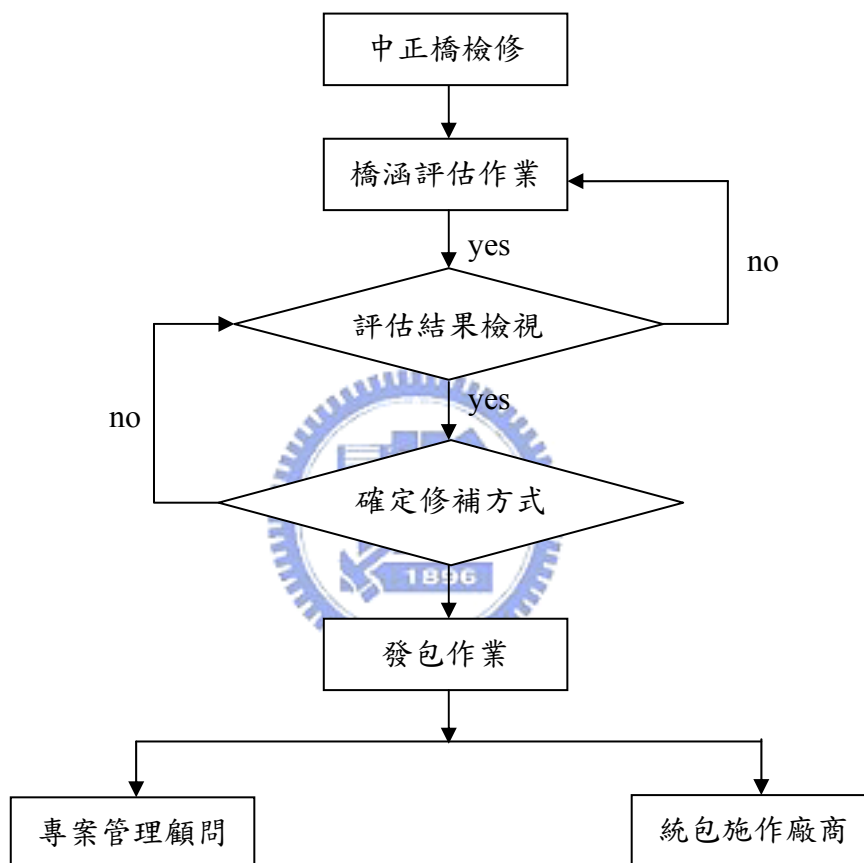 中正橋檢修
橋涵評估作業
yes
no
評估結果檢視
yes
no
確定修補方式
1896
發包作業
專案管理顧問
統包施作廠商